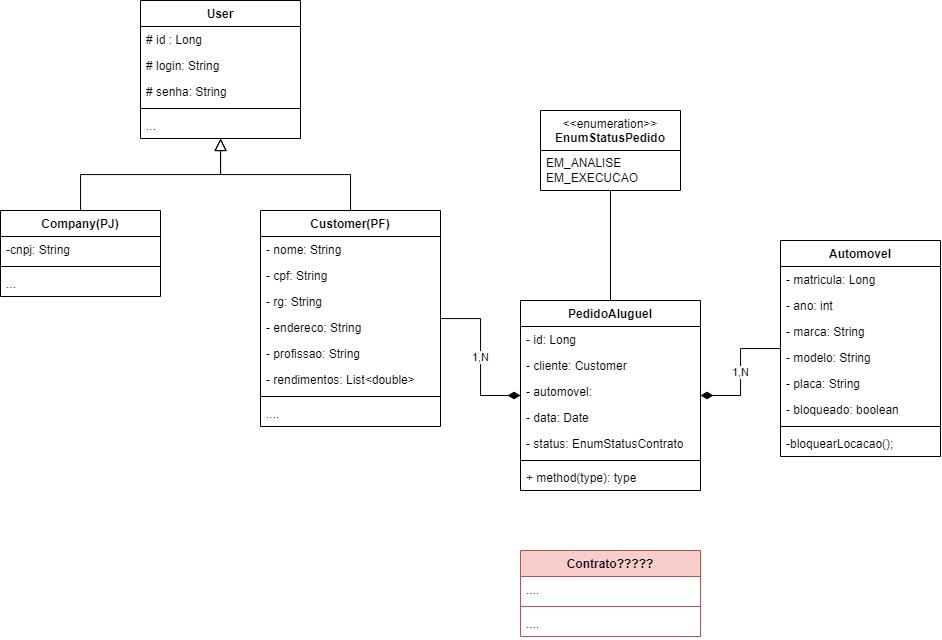 User
# id : Long
# login: String
# senha: String
...
<<enumeration>>
EnumStatusPedido
EM_ANALISE
EM_EXECUCAO
Company(PJ)
-cnpj: String
...
Customer(PF)
- nome: String
- cpf: String
- rg: String
- endereco: String
- profissao: String
- rendimentos: List<double>
....
1,N
PedidoAluguel
- id: Long
- cliente: Customer
- automovel:
- data: Date
- status: EnumStatusContrato
+ method(type): type
1,N
Automovel
- matricula: Long
- ano: int
- marca: String
- modelo: String
- placa: String
- bloqueado: boolean
-bloquearLocacao();
Contrato?????
....
....